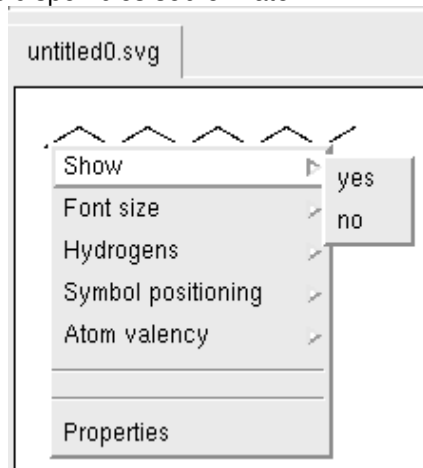 untitled0.svg
Show
yes
Font size
no
Hydrogens
Symbol positioning
Atom valency
Properties